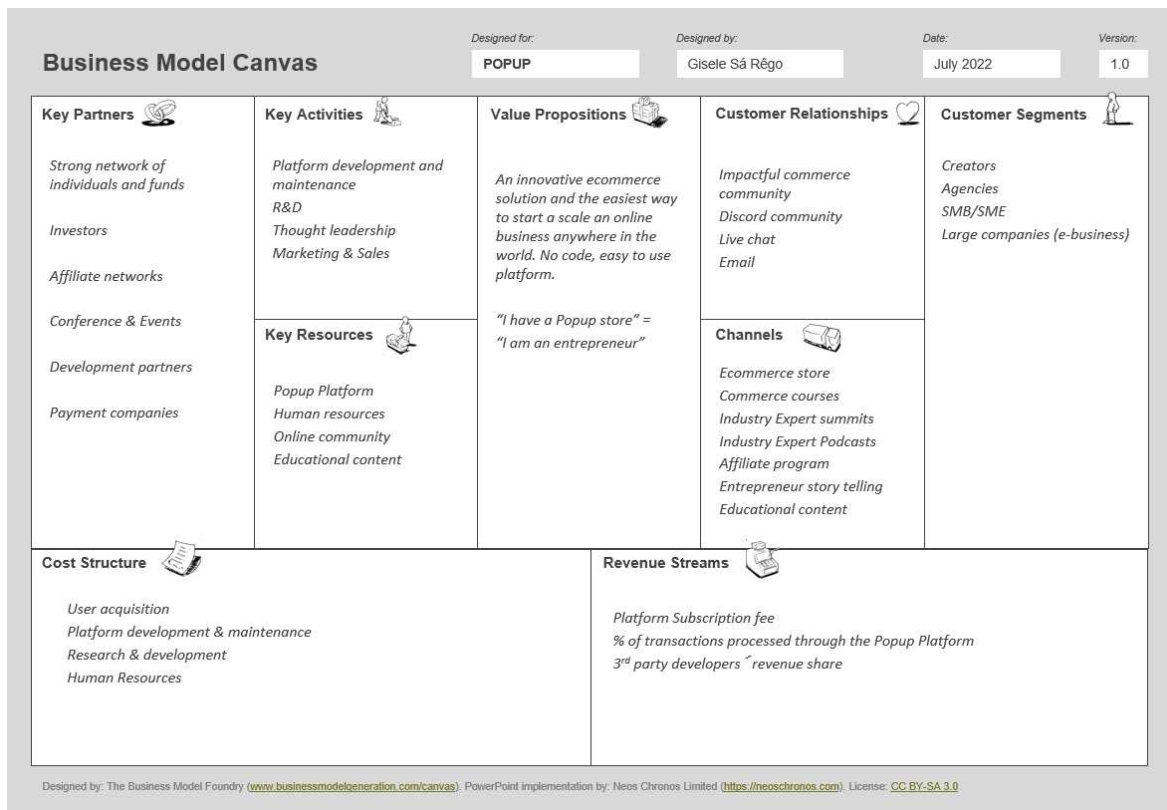 Business Model Canvas
Designed for:
POPUP
Designed by:
Gisele Sá Rêgo
Date:
July 2022
Version:
1.0
Key Partners
Strong network of
individuals and funds
Investors
Affiliate networks
Conference & Events
Development partners
Payment companies
Key Activities
Platform development and
maintenance
R&D
Thought leadership
Marketing & Sales
Key Resources
Popup Platform
Human resources
Online community
Educational content
Value Propositions
An innovative ecommerce
solution and the easiest way
to start a scale an online
business anywhere in the
world. No code, easy to use
platform.
“I have a Popup store” =
“I am an entrepreneur”
Customer Relationships
Impactful commerce
community
Discord community
Live chat
Email
Channels
Ecommerce store
Commerce courses
Industry Expert summits
Industry Expert Podcasts
Affiliate program
Entrepreneur story telling
Educational content
Customer Segments
Creators
Agencies
SMB/SME
Large companies (e-business)
Cost Structure
User acquisition
Platform development & maintenance
Research & development
Human Resources
Revenue Streams
Platform Subscription fee
% of transactions processed through the Popup Platform
3rd party developers ´revenue share
Designed by: The Business Model Foundry (www.businessmodelgeneration.com/canvas). PowerPoint implementation by: Neos Chronos Limited (https://neoschronos.com). License: CC BY-SA 3.0